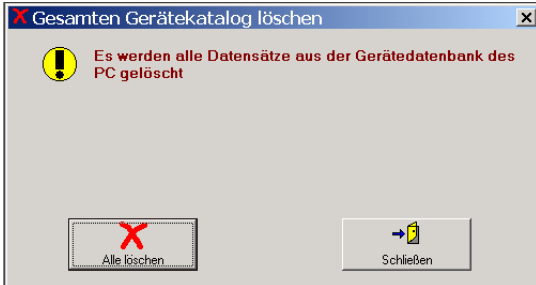 Gesamten Gerätekatalog löschen
Es werden alle Datensätze aus der Gerätedatenbank des
PC gelöscht
Alle löschen
Schließen